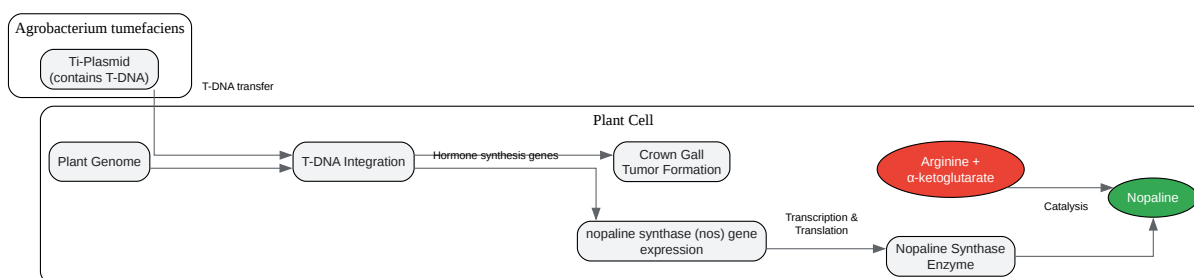 Agrobacterium tumefaciens
Ti-Plasmid
(contains T-DNA)
T-DNA transfer
Plant Cell
Plant Genome
T-DNA Integration
Hormone synthesis genes
Crown Gall
Tumor Formation
Arginine +
α-ketoglutarate
Nopaline
Catalysis
nopaline synthase (nos) gene
expression
Transcription &
Translation
Nopaline Synthase
Enzyme